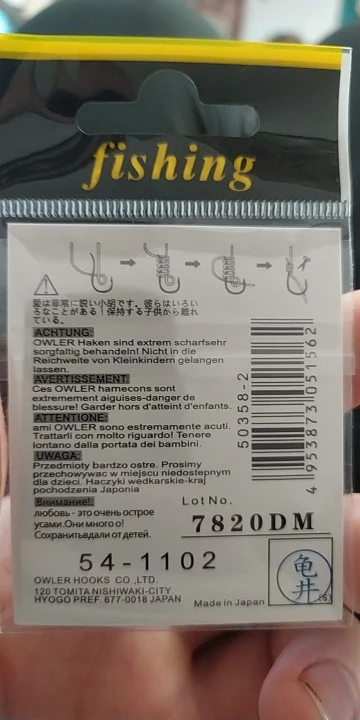 fishing
愛は非常に鋭い小胡です。彼らはいろい
ろなことがある！保持する子供から離れ
ている。
ACHTUNG:
OWLER Haken sind extrem scharfsehr
sorgfaltig behandeln! Nicht in die
Reichweite von Kleinkindern gelangen
lassen.
AVERTISSEMENT:
Ces OWLER hamecons sont
extremement aiguises-danger de
blessure! Garder hors d'atteint d'enfants.
ATTENTIONE:
ami OWLER sono estremamente acuti.
Trattarli con molto riguardo! Tenere
lontano dalla portata dei bambini.
UWAGA:
Przedmioty bardzo ostre. Prosimy
przechowywac w miejscu niedostepnym
dla dzieci. Haczyki wedkarskie-kraj
pochodzenia Japonia
Внимание!:
любовь - это очень острое
усами.Они много о!
Сохранитьвдали от детей.
50358-2
4 953873 051562
Lot No.
7820DM
54-1102
OWLER HOOKS CO.,LTD.
120 TOMITA NISHIWAKI-CITY
HYOGO PREF. 677-0018 JAPAN
Made in Japan
亀井
(S)